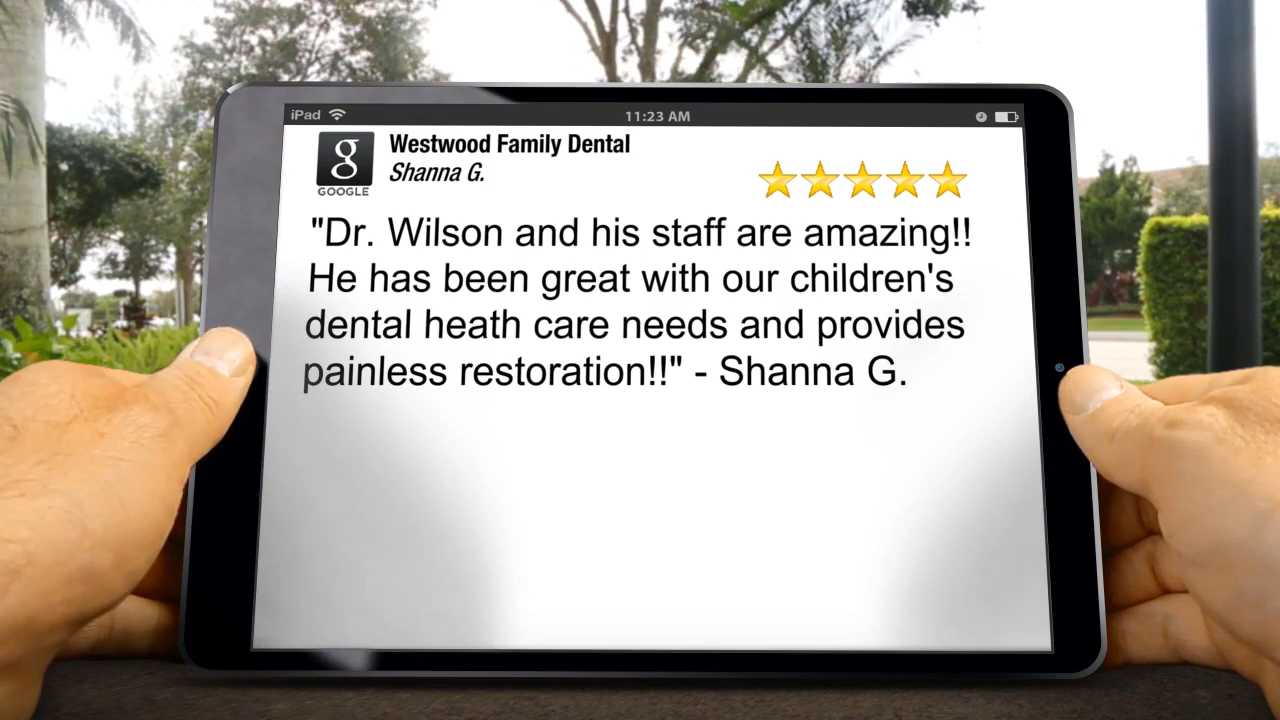 iPad 11:23 AM
g
GOOGLE
Westwood Family Dental
Shanna G.
"Dr. Wilson and his staff are amazing!!
He has been great with our children's
dental heath care needs and provides
painless restoration!!" - Shanna G.